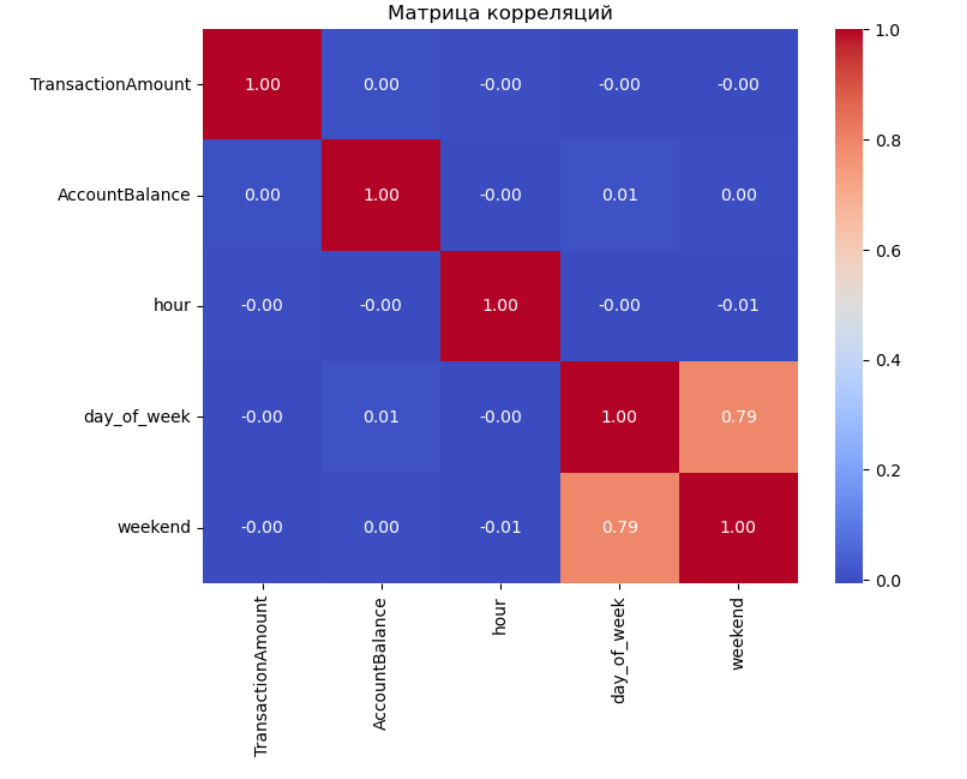 Матрица корреляций
TransactionAmount 1.00 0.00 -0.00 -0.00 -0.00
AccountBalance 0.00 1.00 -0.00 0.01 0.00
hour -0.00 -0.00 1.00 -0.00 -0.01
day_of_week -0.00 0.01 -0.00 1.00 0.79
weekend -0.00 0.00 -0.01 0.79 1.00
TransactionAmount
AccountBalance
hour
day_of_week
weekend
1.0
0.8
0.6
0.4
0.2
0.0